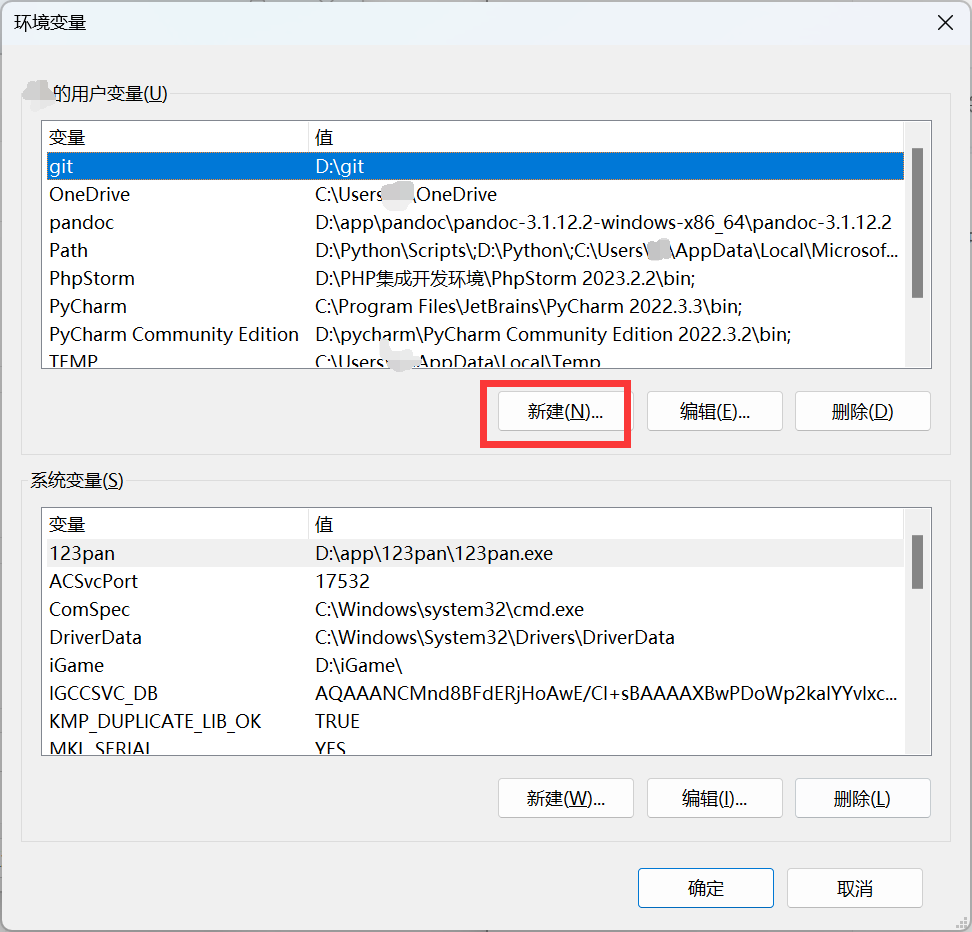 环境变量
的用户变量(U)
变量 值
git D:\git
OneDrive C:\Users \OneDrive
pandoc D:\app\pandoc\pandoc-3.1.12.2-windows-x86_64\pandoc-3.1.12.2
Path D:\Python\Scripts\;D:\Python\;C:\Users \AppData\Local\Microsof...
PhpStorm D:\PHP集成开发环境\PhpStorm 2023.2.2\bin;
PyCharm C:\Program Files\JetBrains\PyCharm 2022.3.3\bin;
PyCharm Community Edition D:\pycharm\PyCharm Community Edition 2022.3.2\bin;
TEMP C:\Users \AppData\Local\Temp
新建(N)... 编辑(E)... 删除(D)
系统变量(S)
变量 值
123pan D:\app\123pan\123pan.exe
ACSvcPort 17532
ComSpec C:\Windows\system32\cmd.exe
DriverData C:\Windows\System32\Drivers\DriverData
iGame D:\iGame\
IGCCSVC_DB AQAAANCMnd8BFdERjHoAwE/Cl+sBAAAAXBwPDoWp2kalYYvlxc...
KMP_DUPLICATE_LIB_OK TRUE
MKL_SERIAL YES
新建(W)... 编辑(I)... 删除(L)
确定 取消